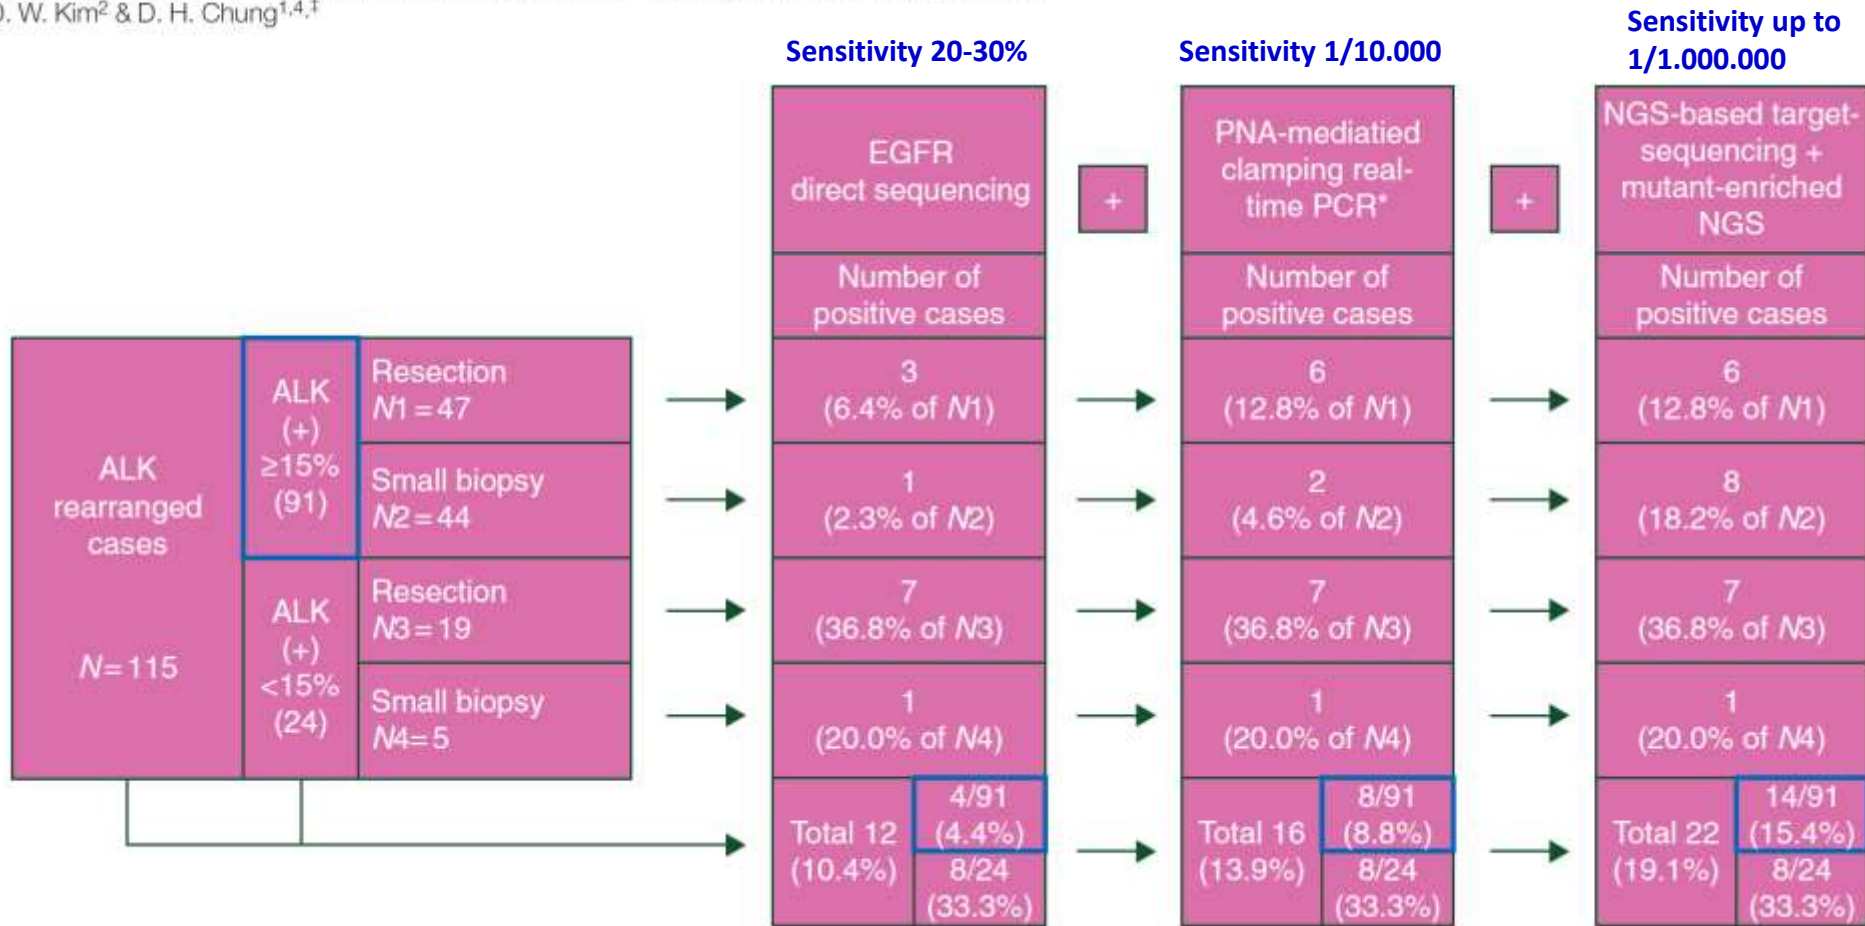 D. W. Kim² & D. H. Chung¹,⁴,‡
Sensitivity 20-30%
Sensitivity 1/10.000
Sensitivity up to
1/1.000.000
EGFR
direct sequencing
+
PNA-mediatied
clamping real-
time PCR*
+
NGS-based target-
sequencing +
mutant-enriched
NGS
Number of
positive cases
Number of
positive cases
Number of
positive cases
ALK
rearranged
cases
N=115
ALK
(+)
≥15%
(91)
ALK
(+)
<15%
(24)
Resection
N1=47
3
(6.4% of N1)
6
(12.8% of N1)
6
(12.8% of N1)
Small biopsy
N2=44
1
(2.3% of N2)
2
(4.6% of N2)
8
(18.2% of N2)
Resection
N3=19
7
(36.8% of N3)
7
(36.8% of N3)
7
(36.8% of N3)
Small biopsy
N4=5
1
(20.0% of N4)
1
(20.0% of N4)
1
(20.0% of N4)
Total 12
(10.4%)
4/91
(4.4%)
8/24
(33.3%)
Total 16
(13.9%)
8/91
(8.8%)
8/24
(33.3%)
Total 22
(19.1%)
14/91
(15.4%)
8/24
(33.3%)